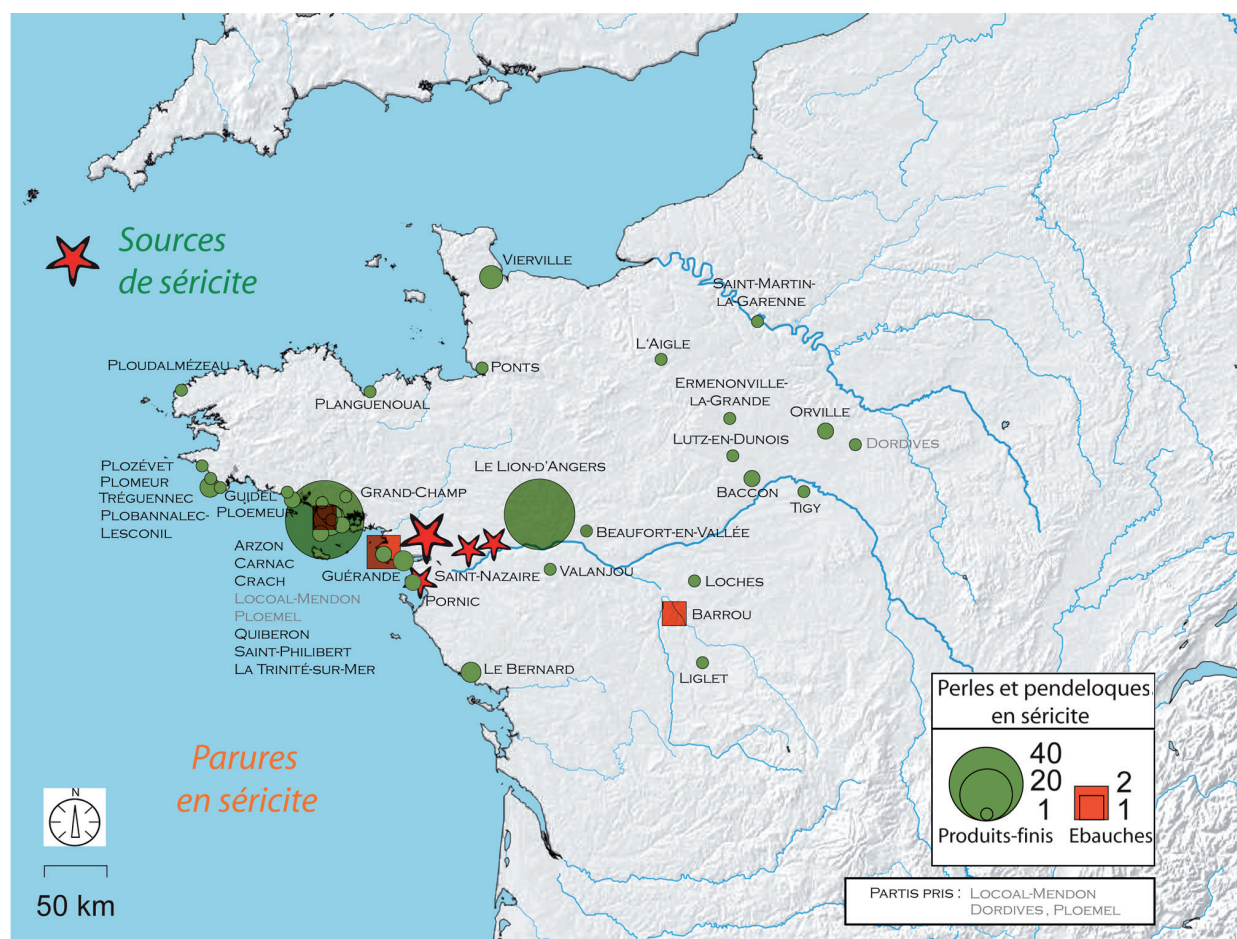 Sources
de séricite
Vierville
Saint-Martin-
la-Garenne
L'Aigle
Ponts
Ploudalmézeau
Planguenoual
Ermenonville-
la-Grande
Orville
Dordives
Lutz-en-Dunois
Baccon
Tigy
Plozévet
Plomeur
Tréguennec
Plobannalec-
Lesconil
Guidel
Ploemeur
Grand-Champ
Le Lion-d'Angers
Beaufort-en-Vallée
Arzon
Carnac
Crach
Locoal-Mendon
Ploemel
Quiberon
Saint-Philibert
La Trinité-sur-Mer
Guérande
Saint-Nazaire
Pornic
Valanjou
Loches
Barrou
Liglet
Le Bernard
Parures
en séricite
N
50 km
Perles et pendeloques
en séricite
40
20
1
Produits-finis
2
1
Ebauches
Partis pris : Locoal-Mendon
Dordives, Ploemel